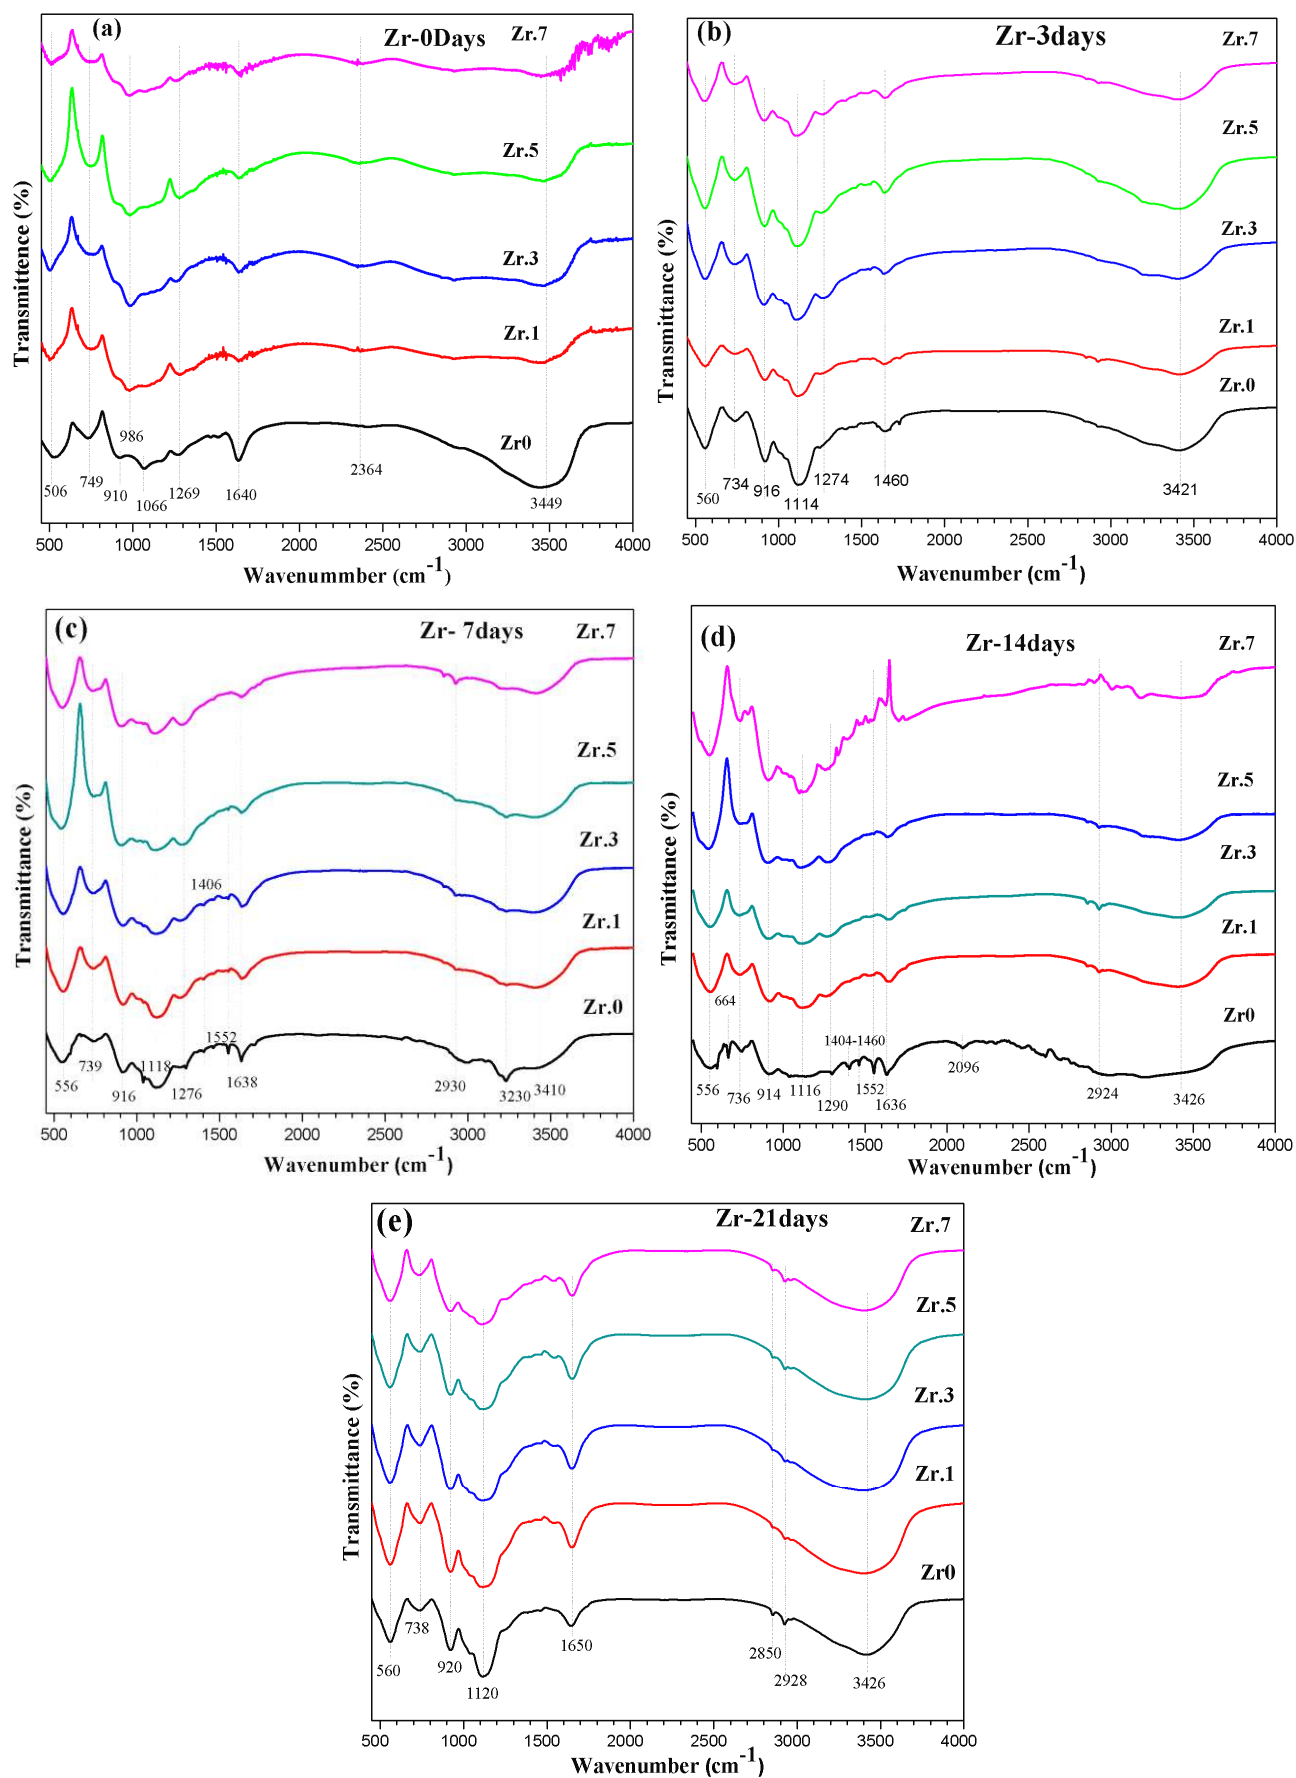 (a)
Zr-0Days
Zr.7
Zr.5
Zr.3
Zr.1
Zr0
986
506
749
910
1066
1269
1640
2364
3449
Transmittence (%)
500 1000 1500 2000 2500 3000 3500 4000
Wavenummber (cm-1)
(b)
Zr-3days
Zr.7
Zr.5
Zr.3
Zr.1
Zr.0
560
734
916
1114
1274
1460
3421
Transmittance (%)
500 1000 1500 2000 2500 3000 3500 4000
Wavenumber (cm-1)
(c)
Zr- 7days
Zr.7
Zr.5
Zr.3
1406
Zr.1
Zr.0
556
739
916
1118
1276
1552
1638
2930
3230
3410
Transmittance (%)
500 1000 1500 2000 2500 3000 3500 4000
Wavenumber (cm-1)
(d)
Zr-14days
Zr.7
Zr.5
Zr.3
Zr.1
Zr0
664
556
736
914
1116
1290
1404-1460
1552
1636
2096
2924
3426
Trasmittance (%)
500 1000 1500 2000 2500 3000 3500 4000
Wavenumber (cm-1)
(e)
Zr-21days
Zr.7
Zr.5
Zr.3
Zr.1
Zr0
560
738
920
1120
1650
2850
2928
3426
Transmittance (%)
500 1000 1500 2000 2500 3000 3500 4000
Wavenumber (cm-1)